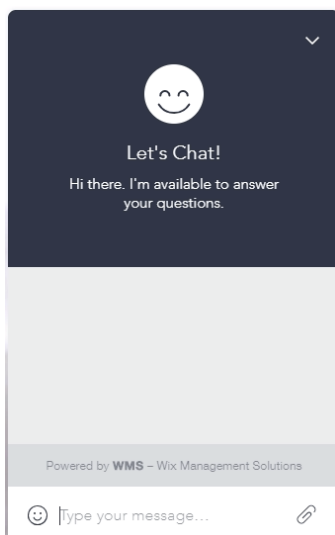 Let's Chat!
Hi there. I'm available to answer
your questions.
Powered by WMS – Wix Management Solutions
Type your message...